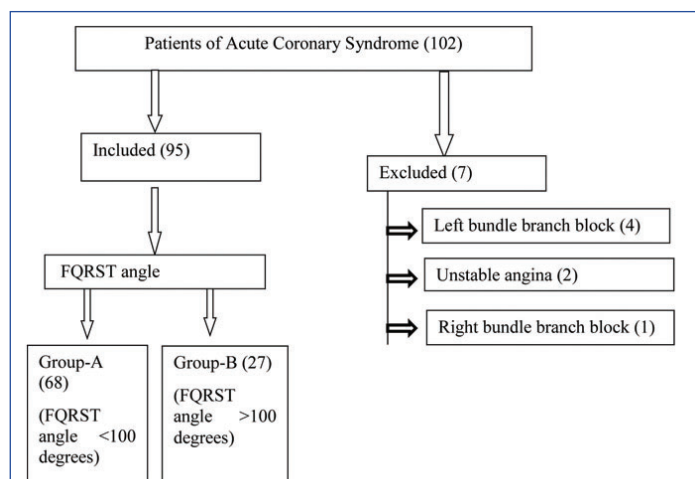 Patients of Acute Coronary Syndrome (102)
Included (95)
Excluded (7)
Left bundle branch block (4)
FQRST angle
Unstable angina (2)
Right bundle branch block (1)
Group-A
(68)
(FQRST
angle <100
degrees)
Group-B (27)
(FQRST
angle >100
degrees)